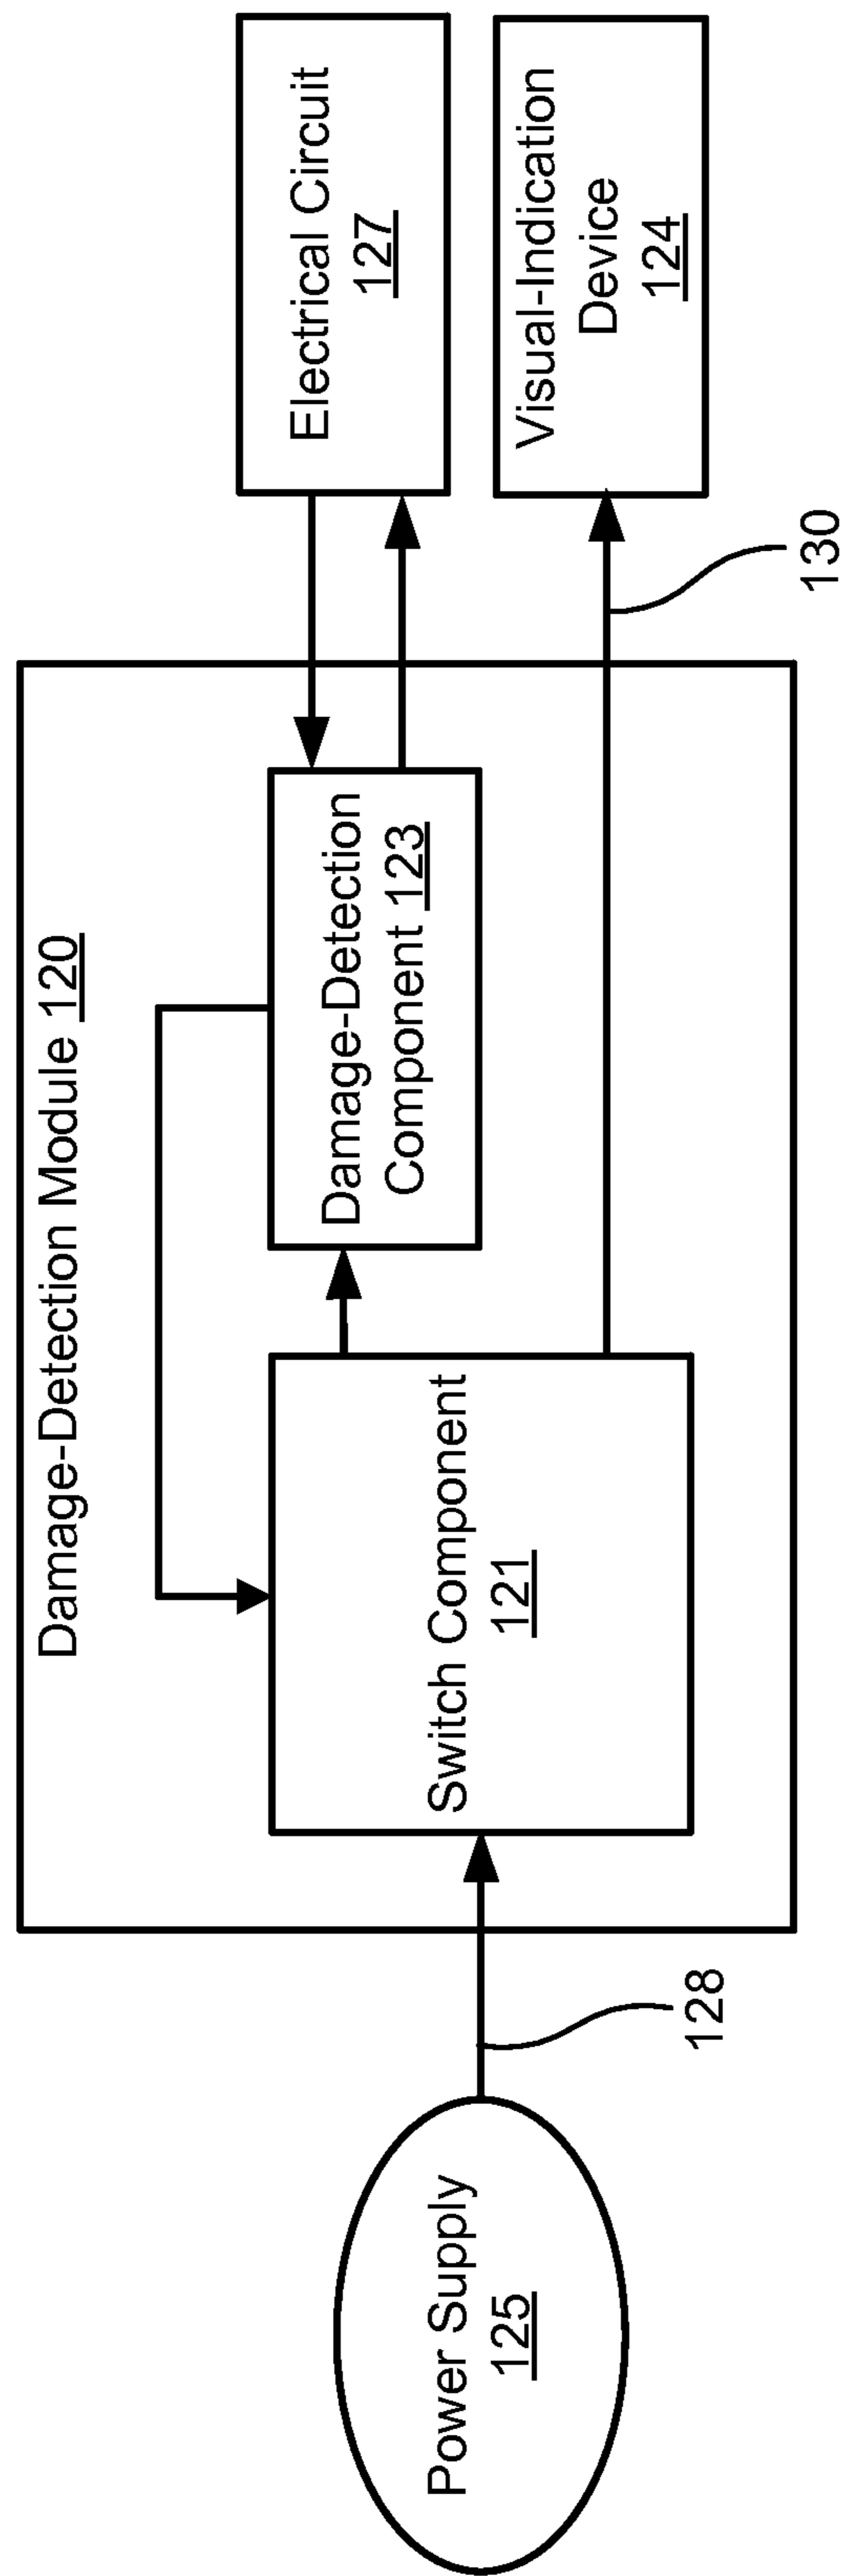 Damage-Detection Module 120
Power Supply
125
128
Switch Component
121
Damage-Detection
Component 123
Electrical Circuit
127
Visual-Indication
Device
124
130